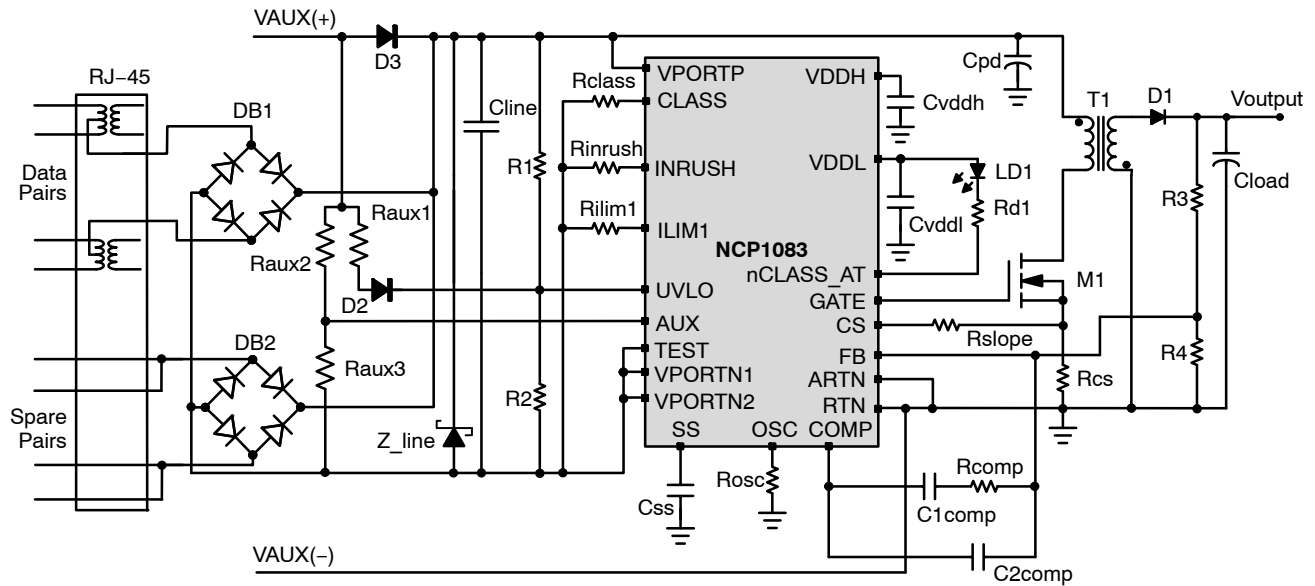 VAUX(+)
RJ−45
D3
DB1
Data
Pairs
Raux1
Raux2
D2
DB2
Raux3
Spare
Pairs
Z_line
Cline
R1
R2
Rclass
Rinrush
Rilim1
VPORTP
CLASS
INRUSH
ILIM1
NCP1083
UVLO
AUX
TEST
VPORTN1
VPORTN2
SS
OSC
COMP
VDDH
VDDL
nCLASS_AT
GATE
CS
FB
ARTN
RTN
Cvddh
Cvddl
LD1
Rd1
Cpd
T1
D1
Voutput
Cload
R3
R4
M1
Rslope
Rcs
Css
Rosc
Rcomp
C1comp
C2comp
VAUX(−)